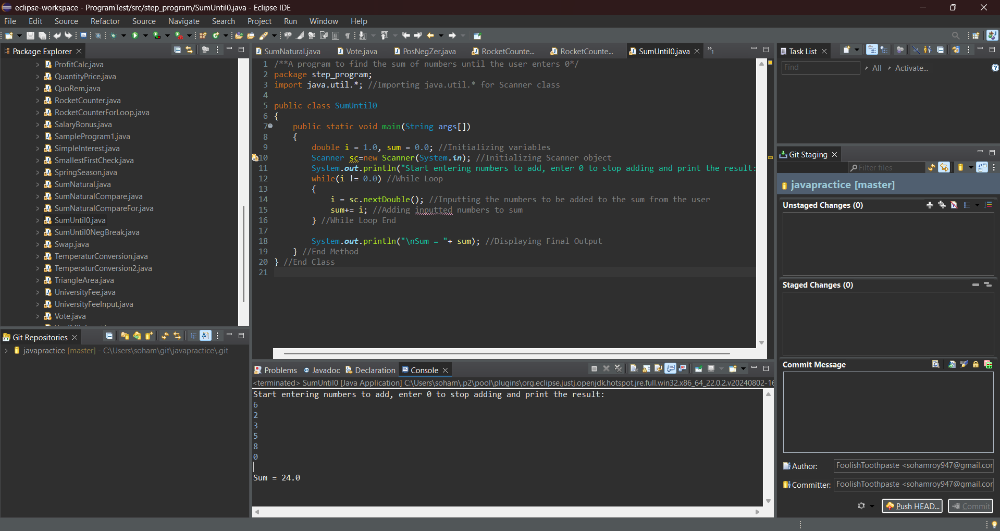 eclipse-workspace - ProgramTest/src/step_program/SumUntil0.java - Eclipse IDE
File Edit Source Refactor Source Navigate Search Project Run Window Help
Package Explorer
ProfitCalc.java
QuantityPrice.java
QuoRem.java
RocketCounter.java
RocketCounterForLoop.java
SalaryBonus.java
SampleProgram1.java
SimpleInterest.java
SmallestFirstCheck.java
SpringSeason.java
SumNatural.java
SumNaturalCompare.java
SumNaturalCompareFor.java
SumUntil0.java
SumUntil0NegBreak.java
Swap.java
TemperaturConversion.java
TemperaturConversion2.java
TriangleArea.java
UniversityFee.java
UniversityFeeInput.java
Vote.java
Git Repositories
javapractice [master] - C:\Users\soham\git\javapractice\.git
SumNatural.java Vote.java PosNegZer.java RocketCounte... RocketCounte... SumUntil0.java »1
1 /**A program to find the sum of numbers until the user enters 0*/
2 package step_program;
3 import java.util.*; //Importing java.util.* for Scanner class
4
5 public class SumUntil0
6 {
7 public static void main(String args[])
8 {
9 double i = 1.0, sum = 0.0; //Initializing variables
10 Scanner sc=new Scanner(System.in); //Initializing Scanner object
11 System.out.println("Start entering numbers to add, enter 0 to stop adding and print the result:
12 while(i != 0.0) //While Loop
13 {
14 i = sc.nextDouble(); //Inputting the numbers to be added to the sum from the user
15 sum+= i; //Adding inputted numbers to sum
16 } //While Loop End
17
18 System.out.println("\nSum = "+ sum); //Displaying Final Output
19 } //End Method
20 } //End Class
21
Problems Javadoc Declaration Console
<terminated> SumUntil0 [Java Application] C:\Users\soham\.p2\pool\plugins\org.eclipse.justj.openjdk.hotspot.jre.full.win32.x86_64_22.0.2.v20240802-16
Start entering numbers to add, enter 0 to stop adding and print the result:
6
2
3
5
8
0
Sum = 24.0
Task List
Find All Activate...
Git Staging
Filter files
javapractice [master]
Unstaged Changes (0)
Staged Changes (0)
Commit Message
Author: FoolishToothpaste <sohamroy947@gmail.cor
Committer: FoolishToothpaste <sohamroy947@gmail.cor
Push HEAD... Commit